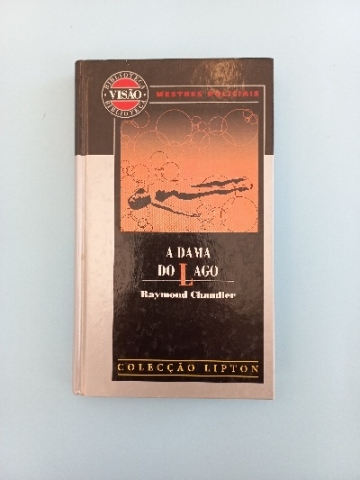 BIBLIOTECA
VISÃO
BIBLIOTECA
MESTRES POLICIAIS
A DAMA
DO LAGO
Raymond Chandler
COLECÇÃO LIPTON